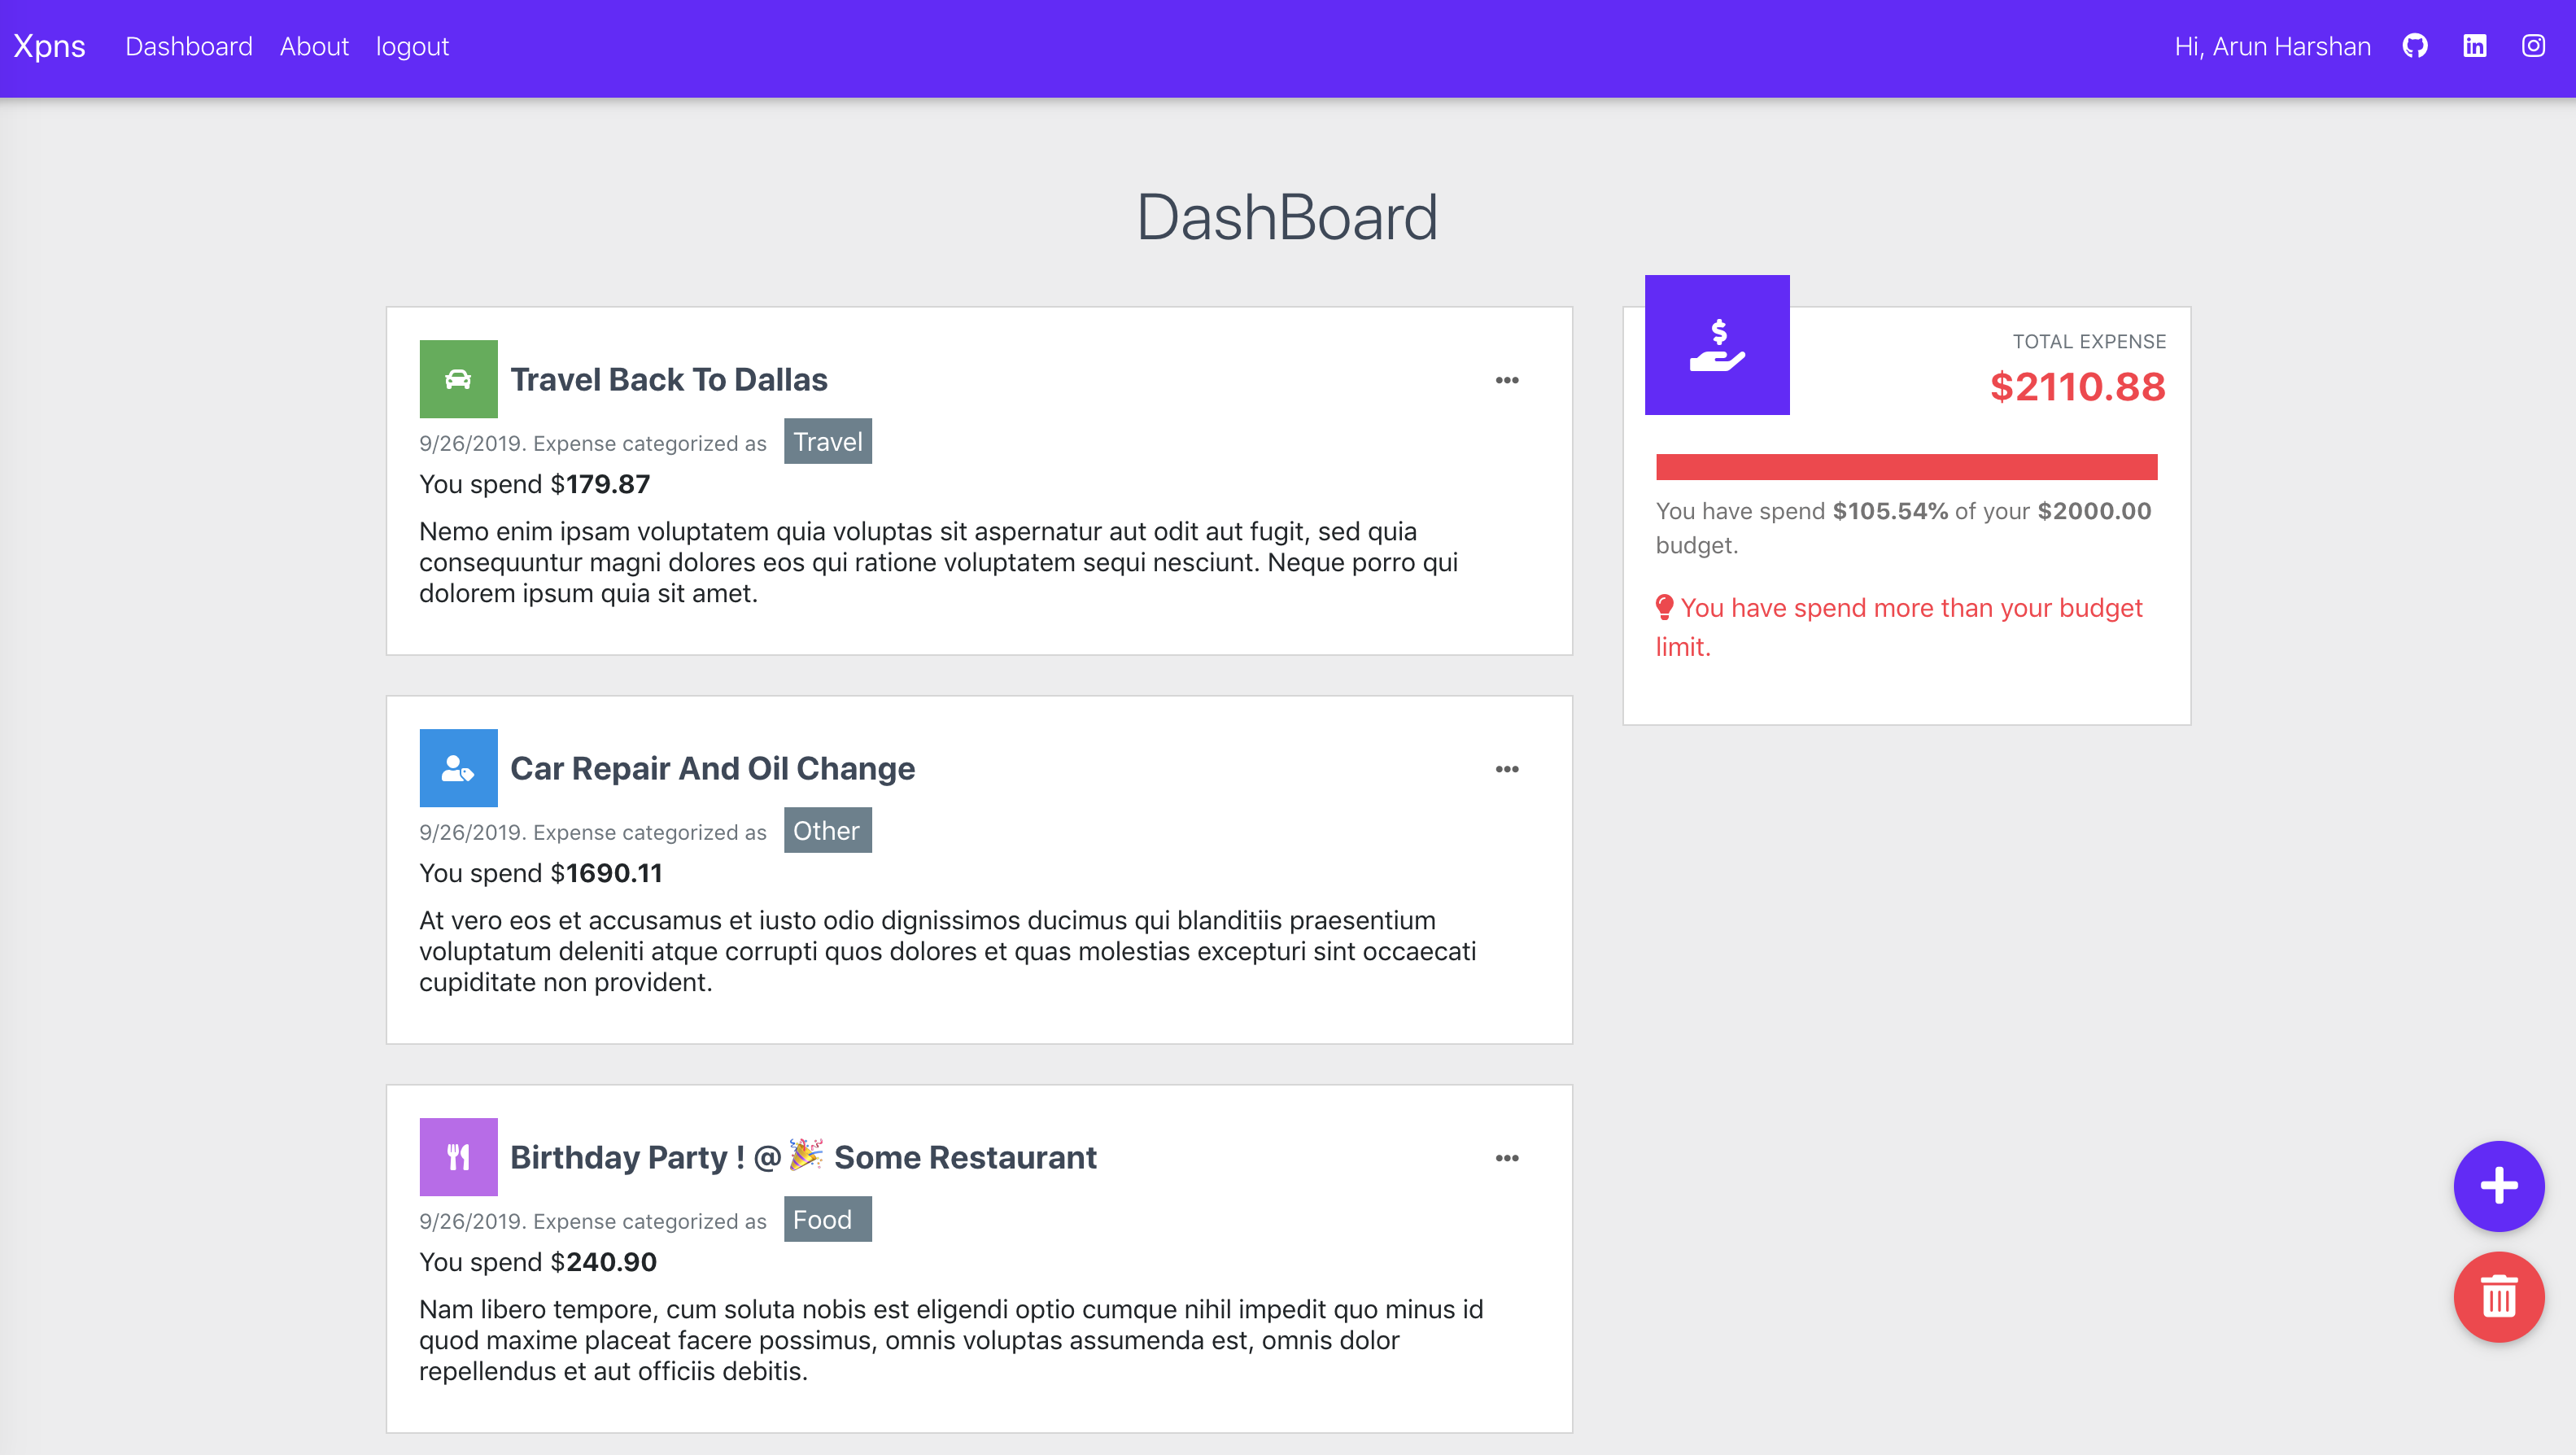 Xpns Dashboard About logout Hi, Arun Harshan
DashBoard
Travel Back To Dallas
9/26/2019. Expense categorized as Travel
You spend $179.87
Nemo enim ipsam voluptatem quia voluptas sit aspernatur aut odit aut fugit, sed quia
consequuntur magni dolores eos qui ratione voluptatem sequi nesciunt. Neque porro qui
dolorem ipsum quia sit amet.
Car Repair And Oil Change
9/26/2019. Expense categorized as Other
You spend $1690.11
At vero eos et accusamus et iusto odio dignissimos ducimus qui blanditiis praesentium
voluptatum deleniti atque corrupti quos dolores et quas molestias excepturi sint occaecati
cupiditate non provident.
Birthday Party ! @🎉 Some Restaurant
9/26/2019. Expense categorized as Food
You spend $240.90
Nam libero tempore, cum soluta nobis est eligendi optio cumque nihil impedit quo minus id
quod maxime placeat facere possimus, omnis voluptas assumenda est, omnis dolor
repellendus et aut officiis debitis.
TOTAL EXPENSE
$2110.88
You have spend $105.54% of your $2000.00
budget.
You have spend more than your budget
limit.